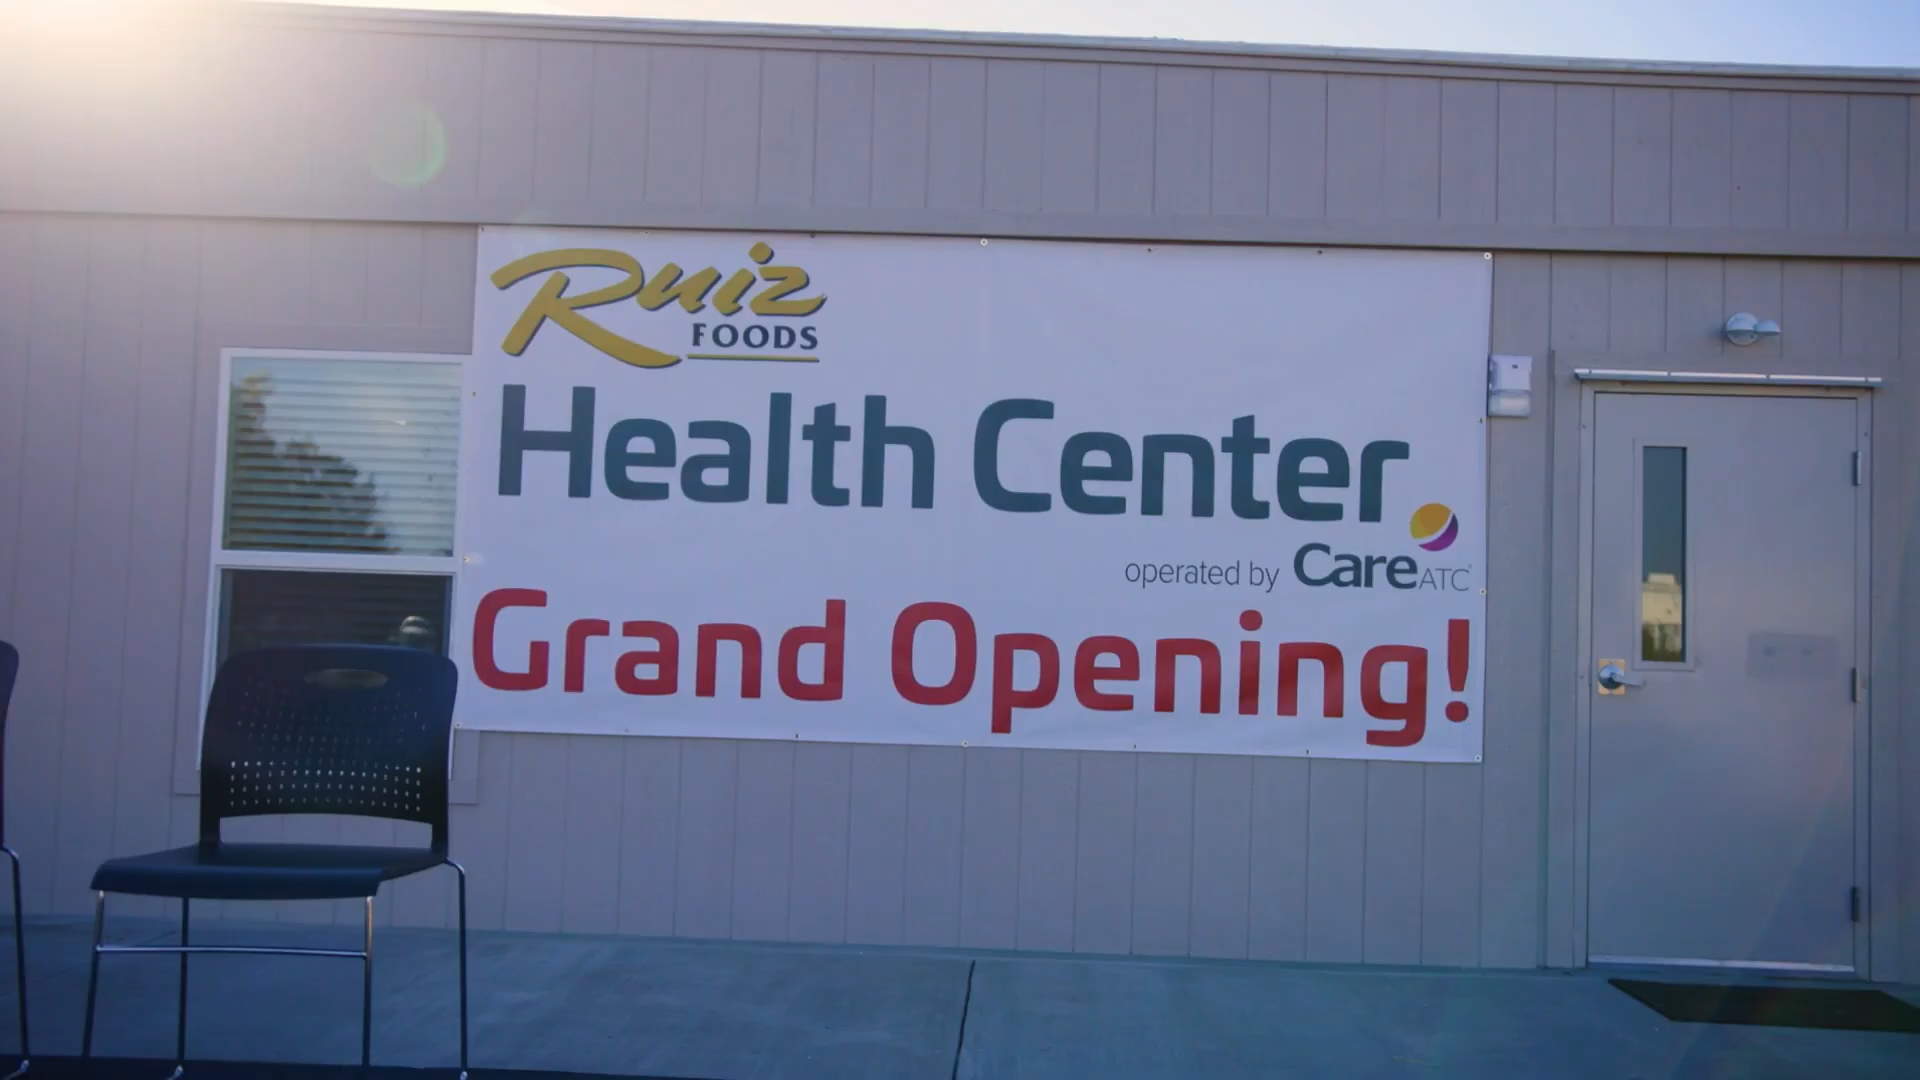 Ruiz
FOODS
Health Center
operated by CareATC
Grand Opening!